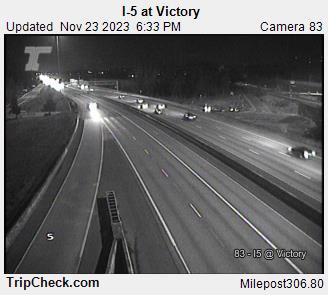 I-5 at Victory
Updated Nov 23 2023 6:33 PM Camera 83
S
83 - I5 @ Victory
TripCheck.com Milepost306.80